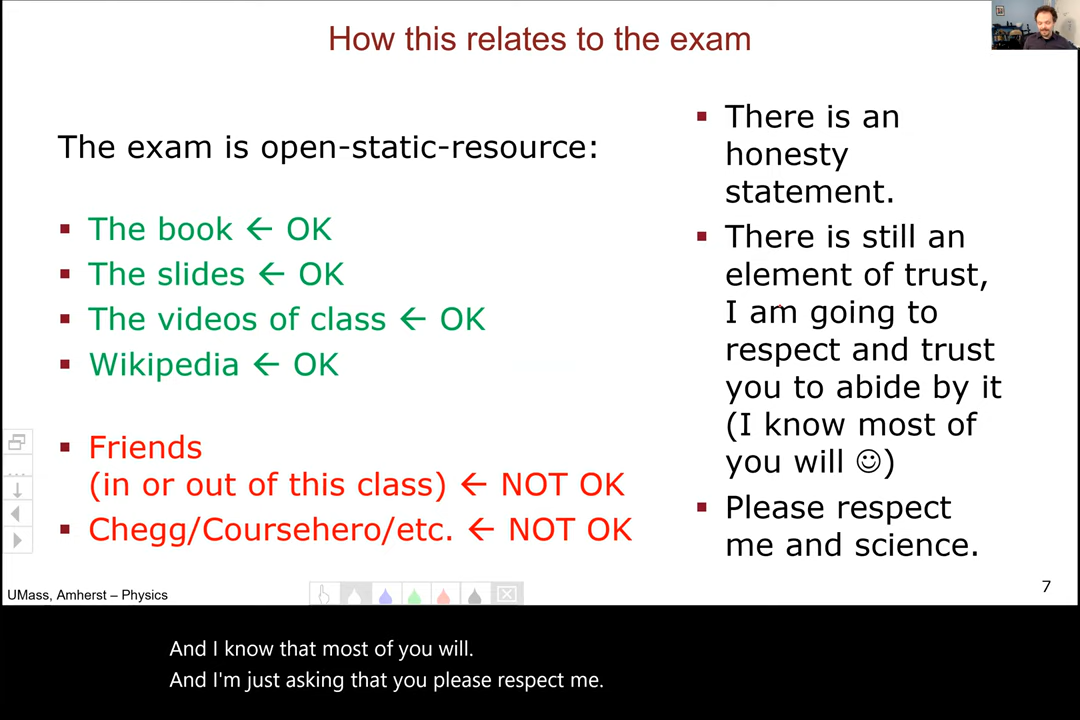 How this relates to the exam
The exam is open-static-resource:
▪ The book ← OK
▪ The slides ← OK
▪ The videos of class ← OK
▪ Wikipedia ← OK
▪ Friends
(in or out of this class) ← NOT OK
▪ Chegg/Coursehero/etc. ← NOT OK
▪ There is an
honesty
statement.
▪ There is still an
element of trust,
I am going to
respect and trust
you to abide by it
(I know most of
you will ☺)
▪ Please respect
me and science.
UMass, Amherst – Physics
7
And I know that most of you will.
And I'm just asking that you please respect me.